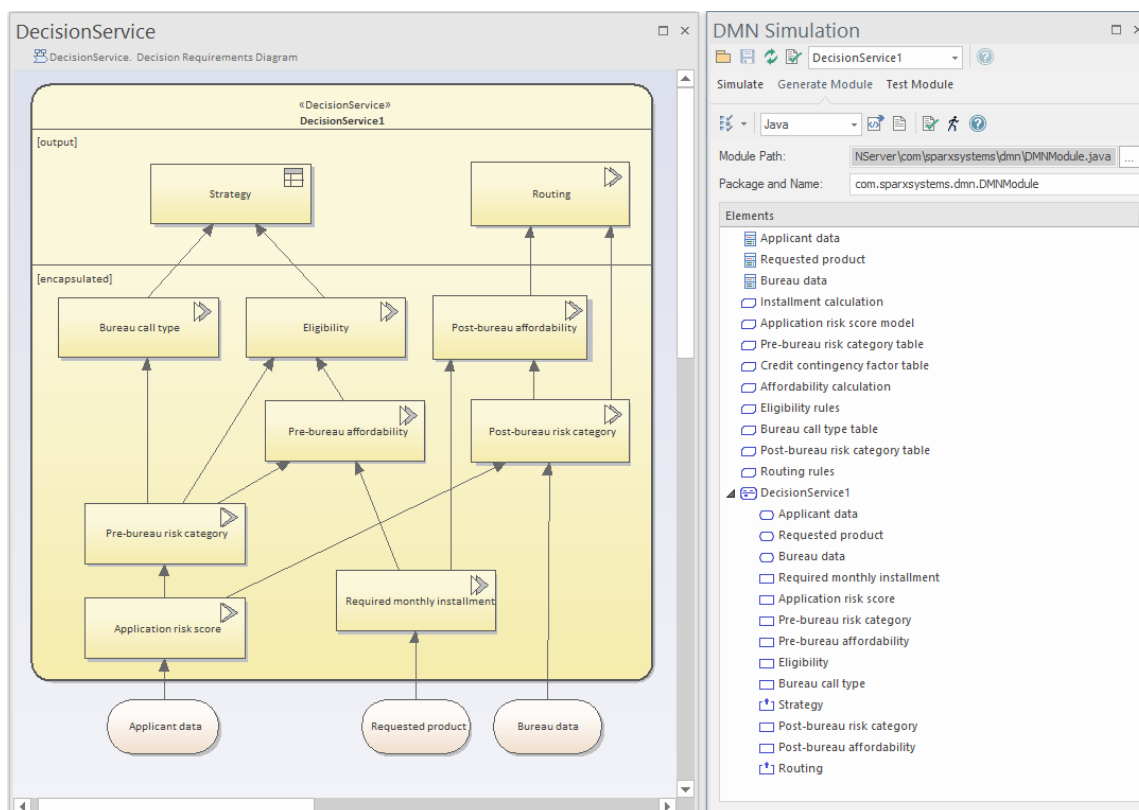 DecisionService
DecisionService. Decision Requirements Diagram
«DecisionService»
DecisionService1
[output]
Strategy
Routing
[encapsulated]
Bureau call type
Eligibility
Post-bureau affordability
Pre-bureau affordability
Post-bureau risk category
Pre-bureau risk category
Required monthly installment
Application risk score
Applicant data
Requested product
Bureau data
DMN Simulation
DecisionService1
Simulate Generate Module Test Module
Java
Module Path: NServer\com\sparxsystems\dmn\DMNModule.java ...
Package and Name: com.sparxsystems.dmn.DMNModule
Elements
Applicant data
Requested product
Bureau data
Installment calculation
Application risk score model
Pre-bureau risk category table
Credit contingency factor table
Affordability calculation
Eligibility rules
Bureau call type table
Post-bureau risk category table
Routing rules
DecisionService1
Applicant data
Requested product
Bureau data
Required monthly installment
Application risk score
Pre-bureau risk category
Pre-bureau affordability
Eligibility
Bureau call type
Strategy
Post-bureau risk category
Post-bureau affordability
Routing